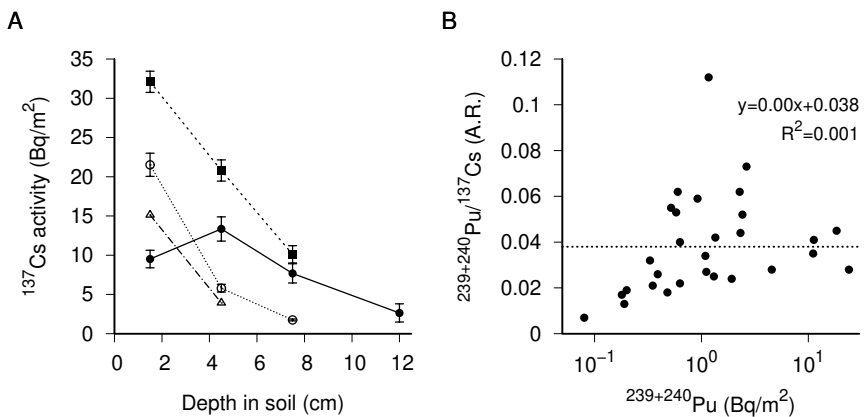 A
35
30
25
20
15
10
5
0
0 2 4 6 8 10 12
Depth in soil (cm)
¹³⁷Cs activity (Bq/m²)
B
0.12
0.1
0.08
0.06
0.04
0.02
0
10⁻¹ 10⁰ 10¹
²³⁹⁺²⁴⁰Pu (Bq/m²)
²³⁹⁺²⁴⁰Pu/¹³⁷Cs (A.R.)
y=0.00x+0.038
R²=0.001